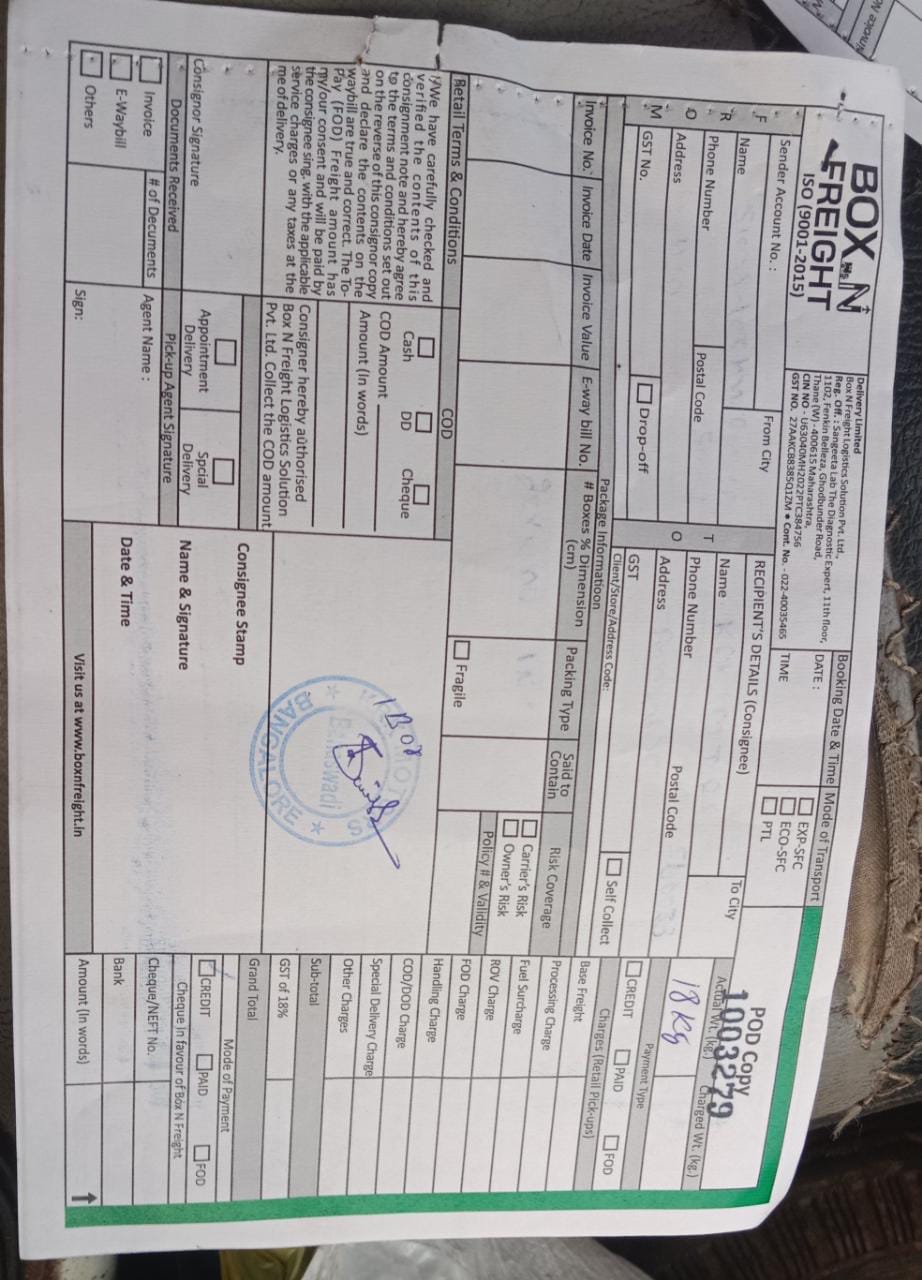 BOX N
FREIGHT
ISO (9001-2015)
Delivery Limited
Box N Freight Logistics Solution Pvt. Ltd.,
Reg. Off. : Sangeeta Lab The Diagnostic Expert, 11th floor,
1102, Fenkin Belleza, Ghodbunder Road,
Thane (W) - 400615 Maharashtra,
CIN NO - U63040MH2022PTC384756
GST NO. 27AAKCB8385Q1ZM • Cont. No. - 022-40035465
Booking Date & Time
DATE :
TIME
Mode of Transport
EXP-SFC
ECO-SFC
PTL
POD Copy
1003279
Sender Account No. :
From City
RECIPIENT'S DETAILS (Consignee)
To City
Actual Wt. (kg.)
Charged Wt. (kg.)
18 Kg
F
R
O
M
Name
Phone Number
Postal Code
Address
GST No.
Drop-off
T
O
Name
Phone Number
Postal Code
Address
GST
Client/Store/Address Code:
Self Collect
Payment Type
CREDIT
PAID
FOD
Package Informatioon
Charges (Retail Pick-ups)
Invoice No.
Invoice Date
Invoice Value
E-way bill No.
# Boxes % Dimension
(cm)
Packing Type
Said to
Contain
Risk Coverage
Carrier's Risk
Owner's Risk
Policy # & Validity
Fragile
Base Freight
Processing Charge
Fuel Surcharge
ROV Charge
FOD Charge
Handling Charge
COD/DOD Charge
Special Delivery Charge
Other Charges
Sub-total
GST of 18%
Grand Total
Retail Terms & Conditions
I/We have carefully checked and
verified the contents of this
consignment note and hereby agree
to the terms and conditions set out
on the reverse of this consignor copy
and declare the contents on the
waybill are true and correct. The To-
Pay (FOD) Freight amount has
my/our consent and will be paid by
the consignee sing, with the applicable
service charges or any taxes at the
me of delivery.
Consignor Signature
COD
Cash
DD
Cheque
COD Amount
Amount (In words)
Consigner hereby authorised
Box N Freight Logistics Solution
Pvt. Ltd. Collect the COD amount
Appointment
Delivery
Special
Delivery
1 Box
BANGALORE
Consignee Stamp
Name & Signature
Date & Time
Mode of Payment
CREDIT
PAID
FOD
Cheque in favour of Box N Freight
Cheque/NEFT No.
Bank
Amount (In words)
Documents Received
Pick-up Agent Signature
Invoice
E-Waybill
Others
# of Documents
Agent Name :
Sign:
Visit us at www.boxnfreight.in